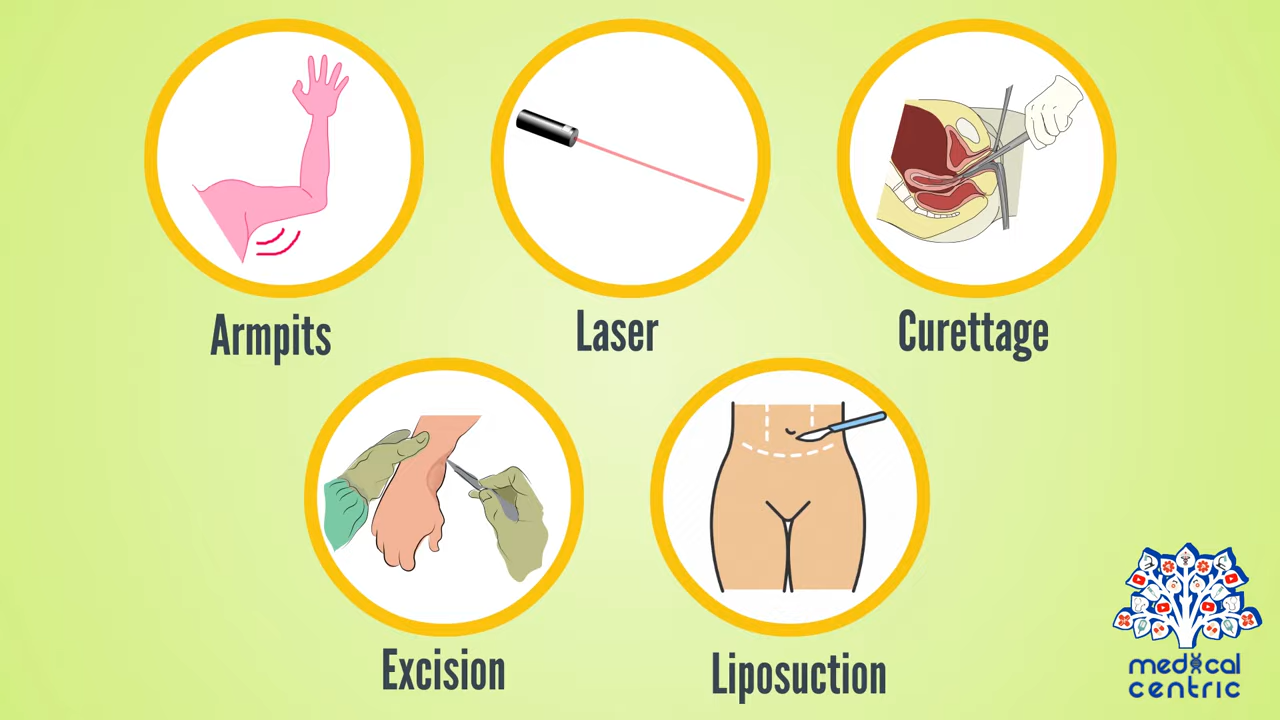 Armpits
Laser
Curettage
Excision
Liposuction
medical
centric